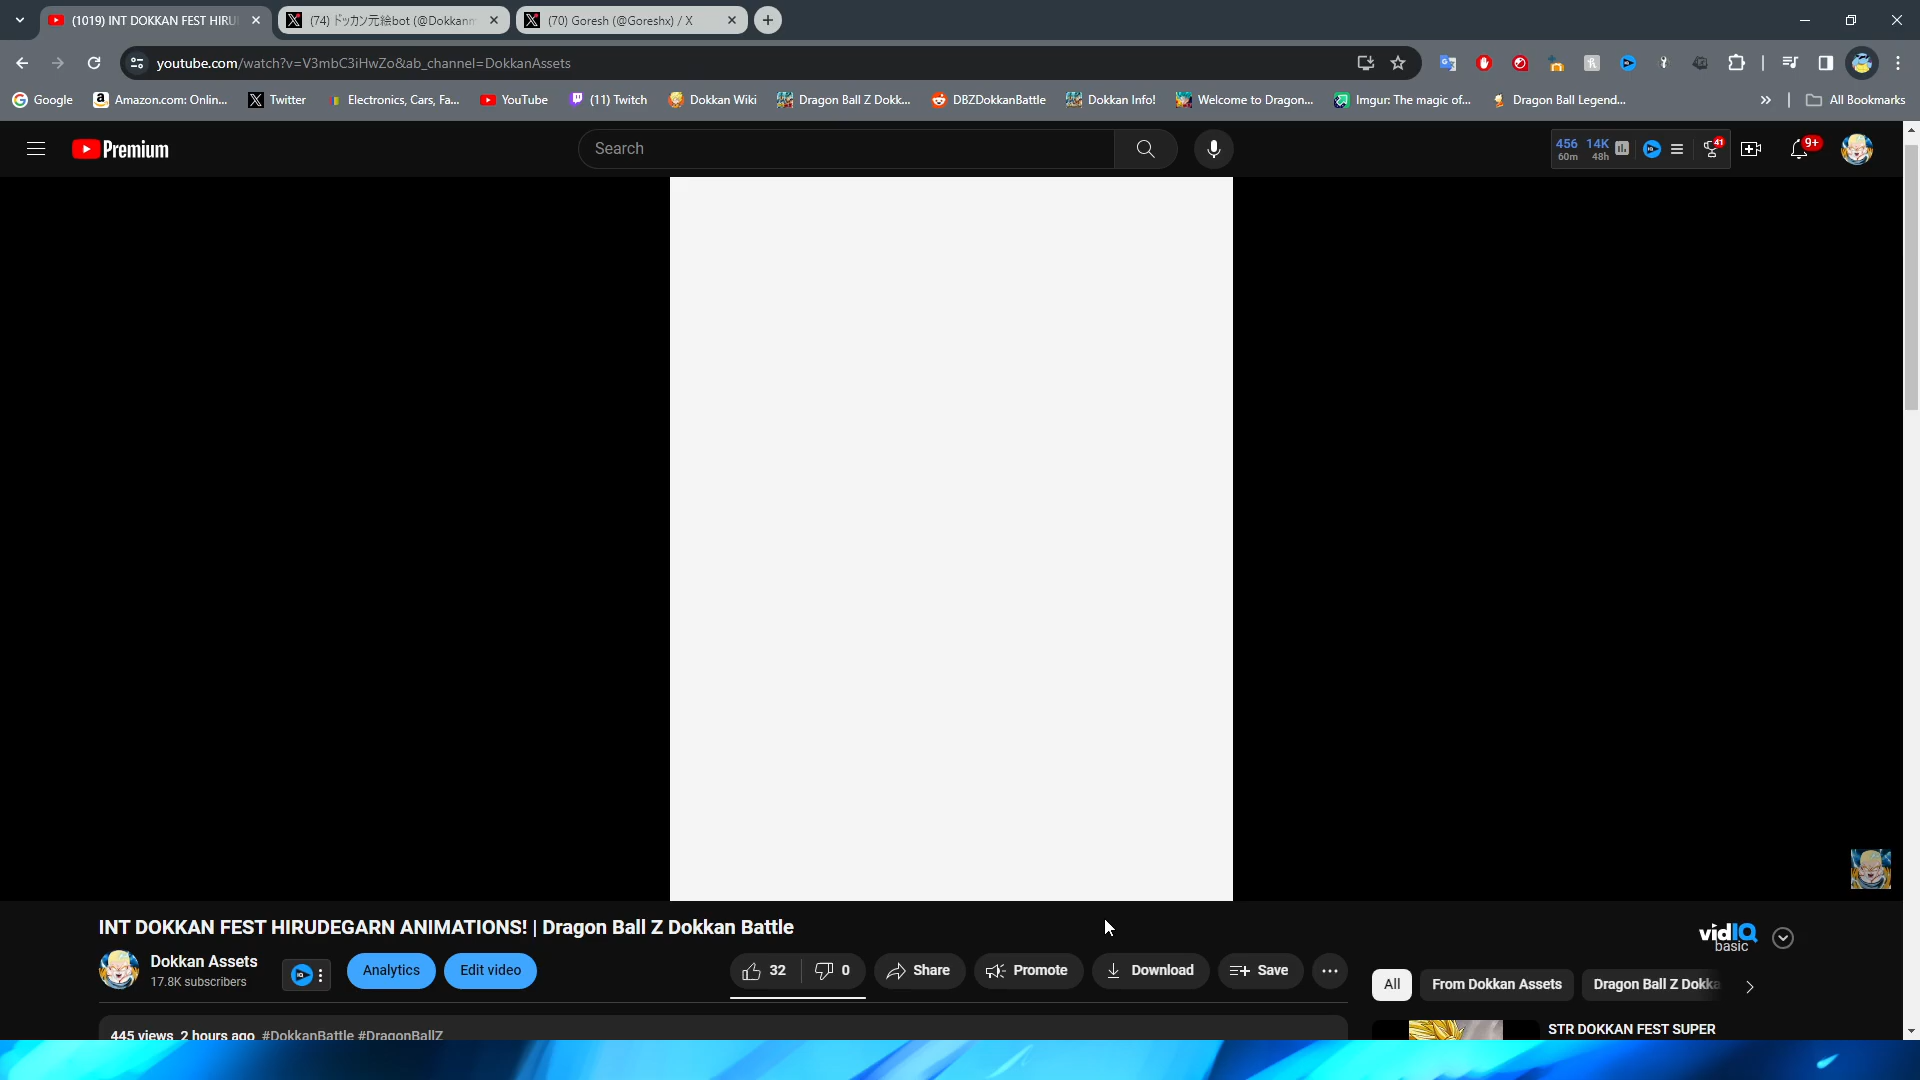 (1019) INT DOKKAN FEST HIRU
(74) ドッカン元絵bot (@Dokkanm
(70) Goresh (@Goreshx) / X
youtube.com/watch?v=V3mbC3iHwZo&ab_channel=DokkanAssets
Google
Amazon.com: Onlin...
Twitter
Electronics, Cars, Fa...
YouTube
(11) Twitch
Dokkan Wiki
Dragon Ball Z Dokk...
DBZDokkanBattle
Dokkan Info!
Welcome to Dragon...
Imgur: The magic of...
Dragon Ball Legend...
All Bookmarks
Premium
Search
456 14K
60m 48h
41
9+
INT DOKKAN FEST HIRUDEGARN ANIMATIONS! | Dragon Ball Z Dokkan Battle
Dokkan Assets
17.8K subscribers
Analytics
Edit video
32
0
Share
Promote
Download
Save
vidIQ
basic
All
From Dokkan Assets
Dragon Ball Z Dokka
445 views 2 hours ago #DokkanBattle #DragonBallZ
STR DOKKAN FEST SUPER